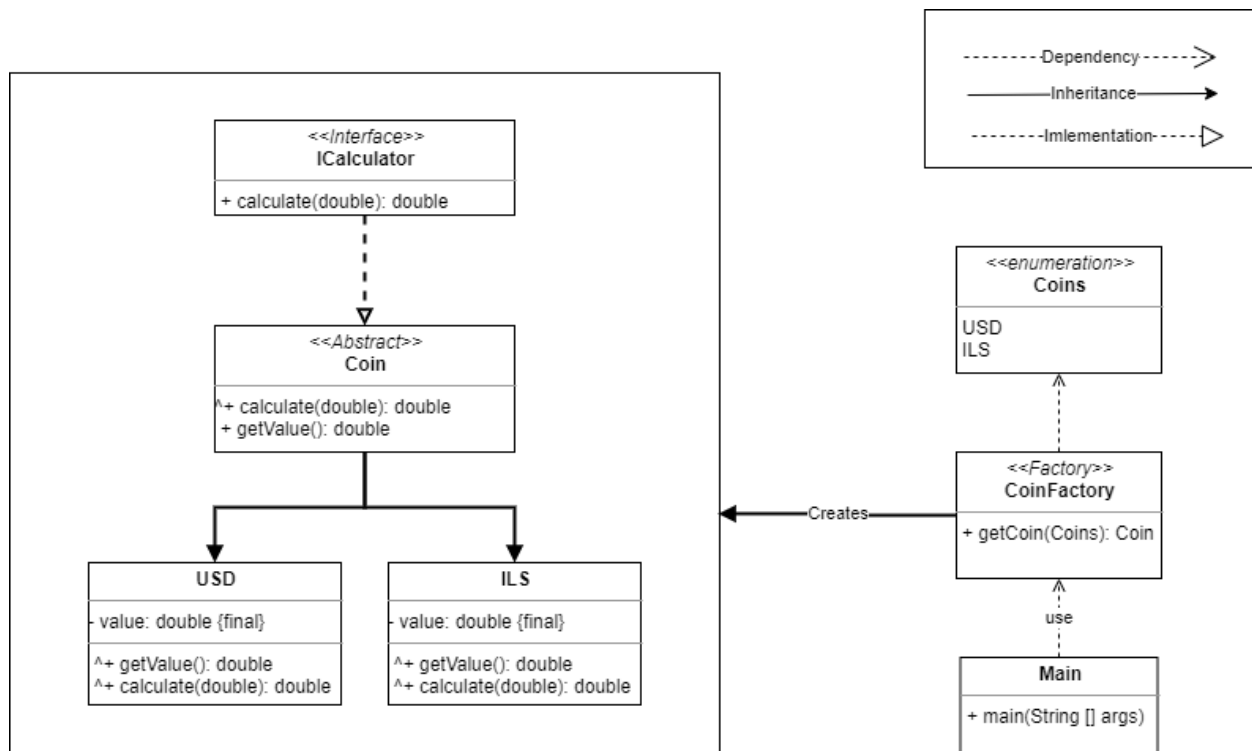 Dependency
Inheritance
Imlementation
<<Interface>>
ICalculator
+ calculate(double): double
<<Abstract>>
Coin
^+ calculate(double): double
+ getValue(): double
USD
- value: double {final}
^+ getValue(): double
^+ calculate(double): double
ILS
- value: double {final}
^+ getValue(): double
^+ calculate(double): double
<<enumeration>>
Coins
USD
ILS
<<Factory>>
CoinFactory
+ getCoin(Coins): Coin
Creates
use
Main
+ main(String [] args)